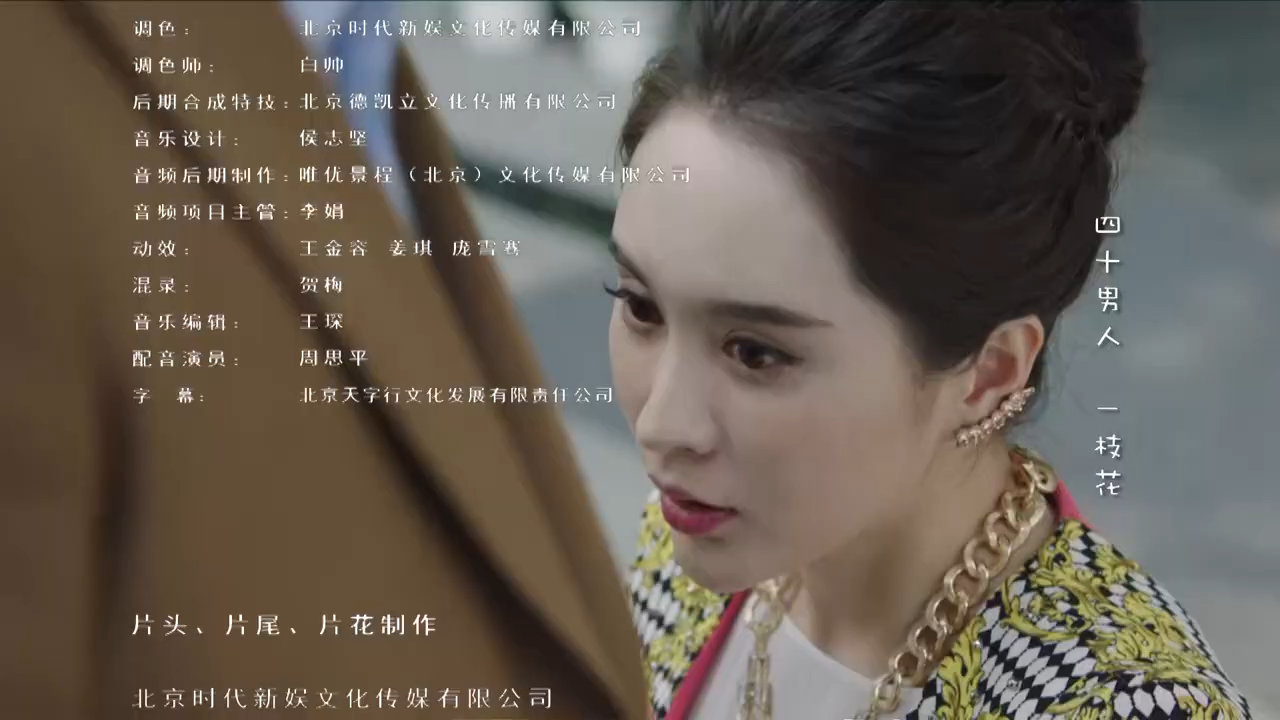 调色: 北京时代新娱文化传媒有限公司
调色师: 白帅
后期合成特技: 北京德凯立文化传播有限公司
音乐设计: 侯志坚
音频后期制作: 唯优景程（北京）文化传媒有限公司
音频项目主管: 李娟
动效: 王金容 姜琪 庞雪骞
混录: 贺梅
音乐编辑: 王琛
配音演员: 周思平
字 幕: 北京天字行文化发展有限责任公司
四十男人 一枝花
片头、片尾、片花制作
北京时代新娱文化传媒有限公司